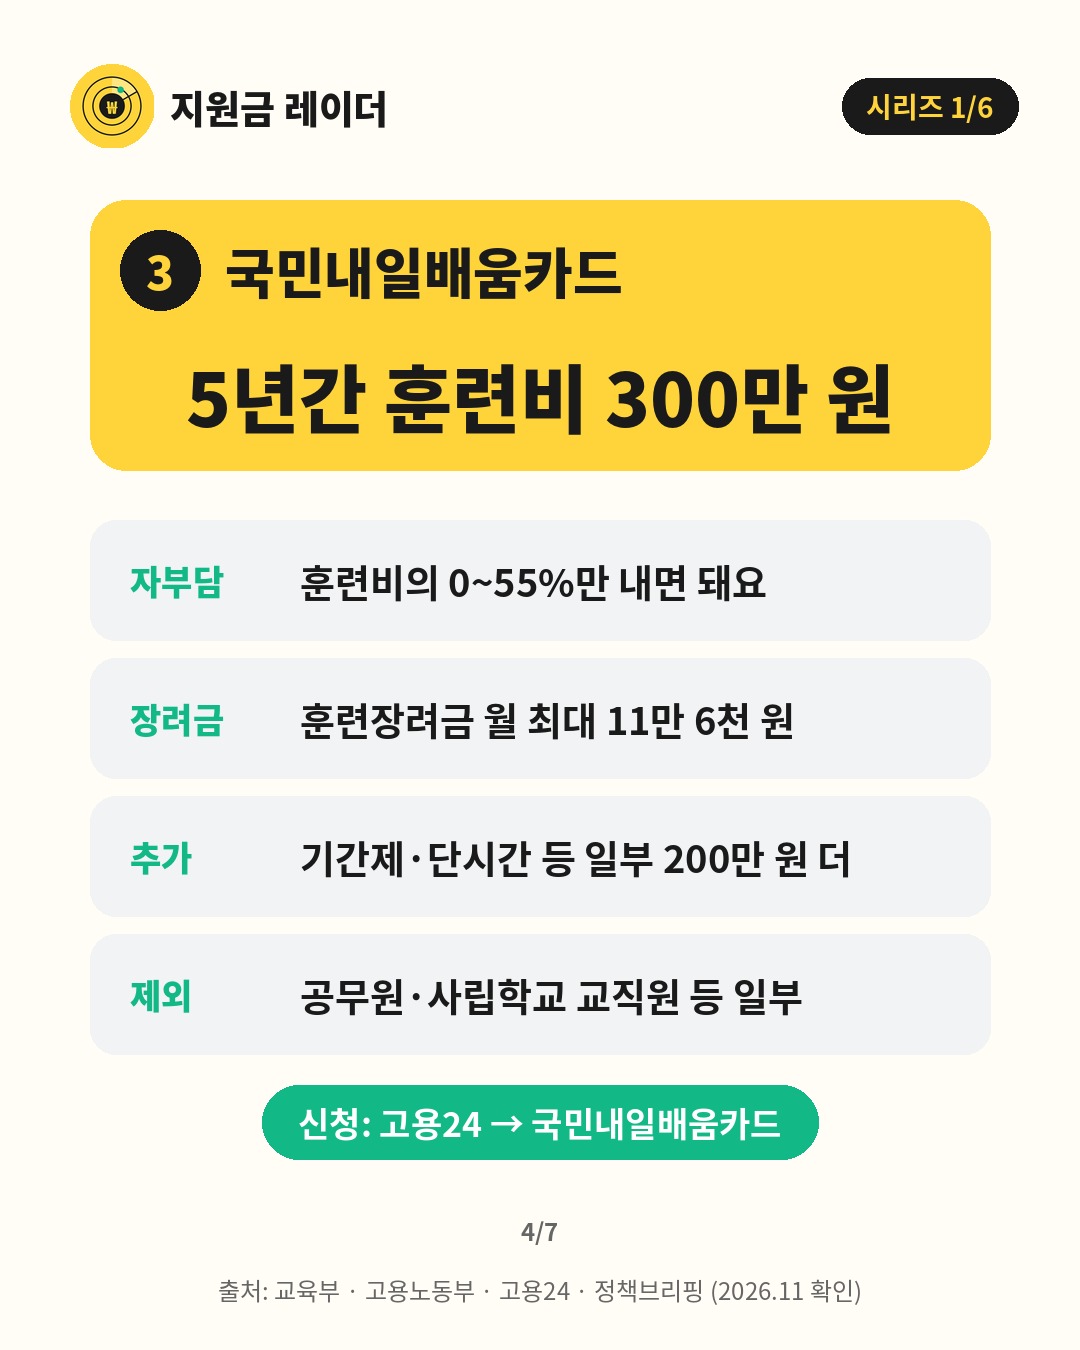 ₩
지원금 레이더
시리즈 1/6
3 국민내일배움카드
5년간 훈련비 300만 원
자부담 훈련비의 0~55%만 내면 돼요
장려금 훈련장려금 월 최대 11만 6천 원
추가 기간제·단시간 등 일부 200만 원 더
제외 공무원·사립학교 교직원 등 일부
신청: 고용24 → 국민내일배움카드
4/7
출처: 교육부 · 고용노동부 · 고용24 · 정책브리핑 (2026.11 확인)